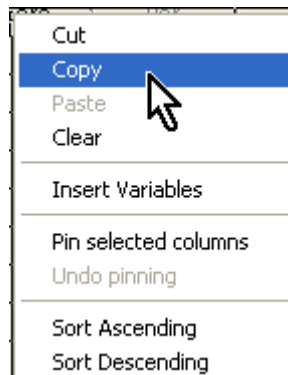 Cut
Copy
Paste
Clear
Insert Variables
Pin selected columns
Undo pinning
Sort Ascending
Sort Descending